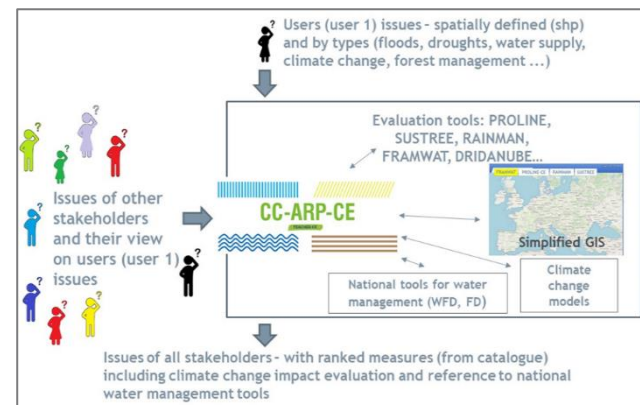 Users (user 1) issues – spatially defined (shp)
and by types (floods, droughts, water supply,
climate change, forest management ...)
?
Evaluation tools: PROLINE,
SUSTREE, RAINMAN,
FRAMWAT, DRIDANUBE...
?
?
?
?
?
?
?
?
?
Issues of other
stakeholders
and their view
on users (user 1)
issues
CC-ARP-CE
FRAMWAT PROLINE CE RAINMAN SUSTREE
Simplified GIS
National tools for water
management (WFD, FD)
Climate
change
models
Issues of all stakeholders – with ranked measures (from catalogue)
including climate change impact evaluation and reference to national
water management tools